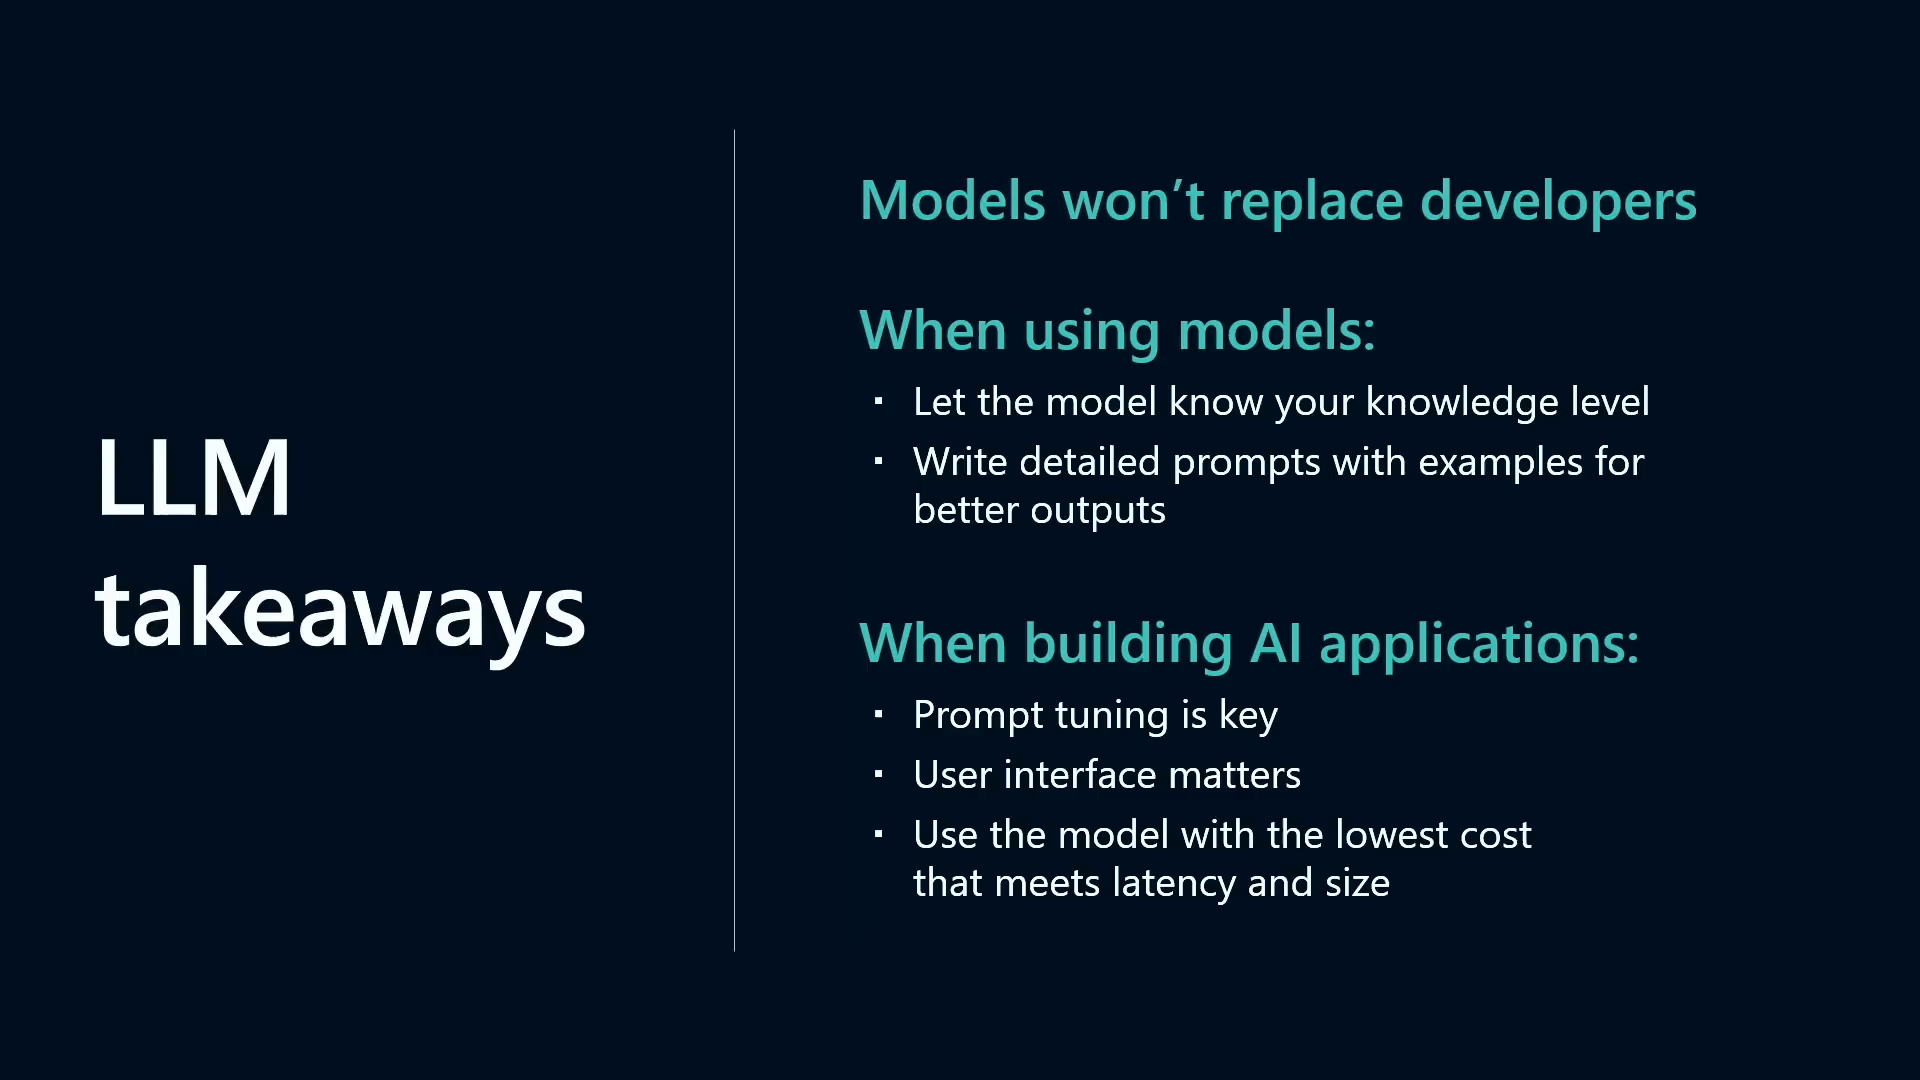 LLM
takeaways
Models won’t replace developers
When using models:
▪ Let the model know your knowledge level
▪ Write detailed prompts with examples for
better outputs
When building AI applications:
▪ Prompt tuning is key
▪ User interface matters
▪ Use the model with the lowest cost
that meets latency and size